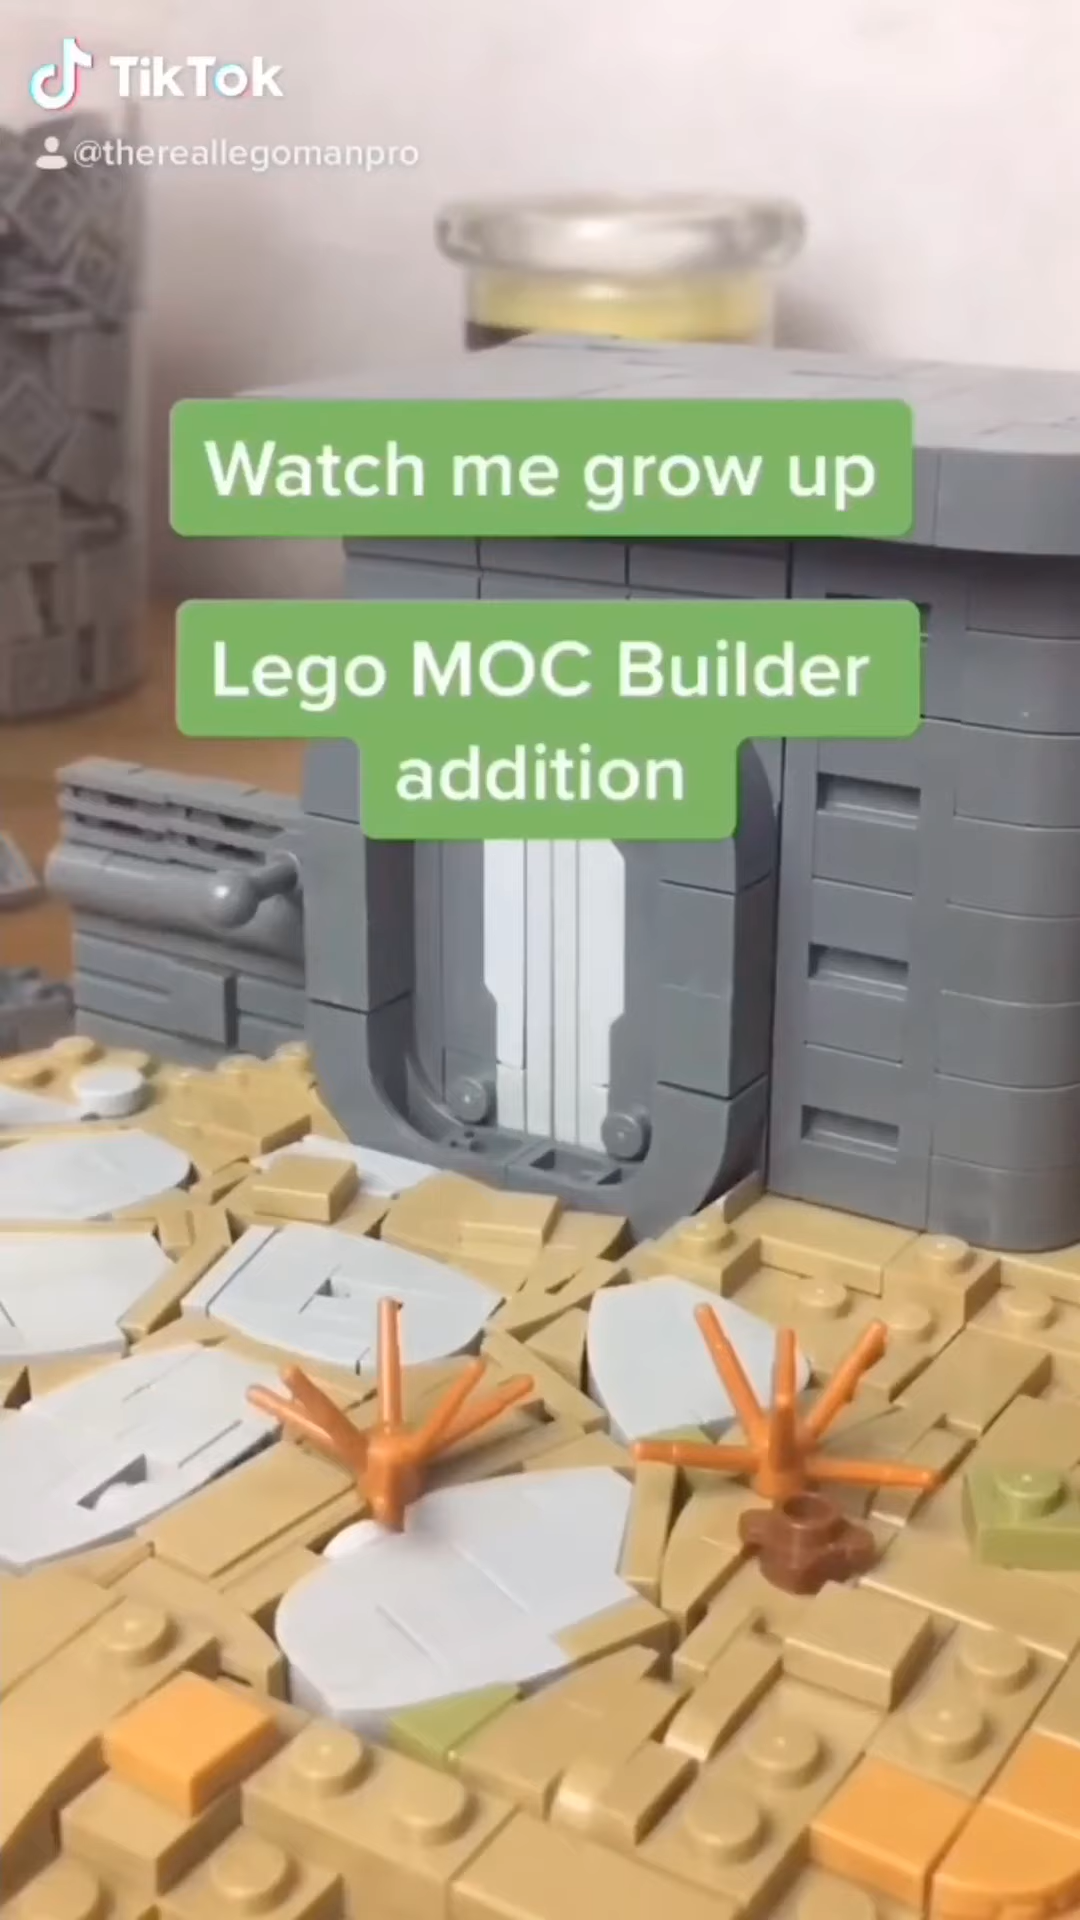 TikTok
@thereallegomanpro
Watch me grow up
Lego MOC Builder
addition